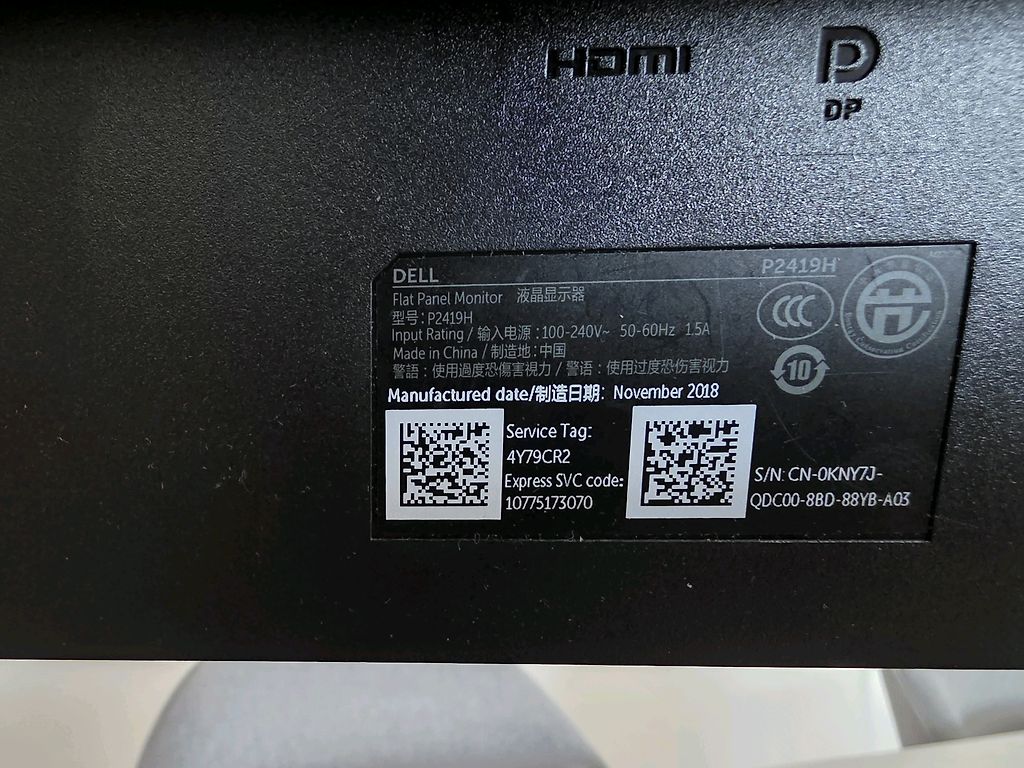 HDMI
DP
DELL P2419H
Flat Panel Monitor 液晶显示器
型号: P2419H
Input Rating / 输入电源 :100-240V~ 50-60Hz 1.5A
Made in China / 制造地: 中国
警語 : 使用過度恐傷害視力 / 警语 : 使用过度恐伤害视力
10
Manufactured date/制造日期: November 2018
Service Tag:
4Y79CR2
Express SVC code:
10775173070
S/N: CN-0KNY7J-
QDC00-8BD-88YB-A03